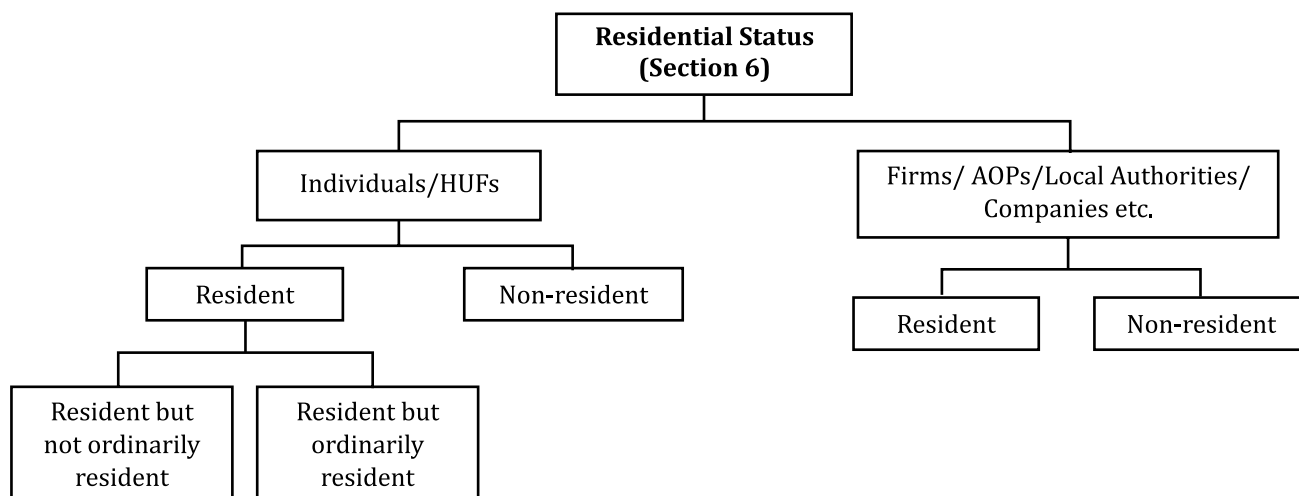 Residential Status
(Section 6)
Individuals/HUFs
Firms/ AOPs/Local Authorities/
Companies etc.
Resident
Non-resident
Resident
Non-resident
Resident but
not ordinarily
resident
Resident but
ordinarily
resident